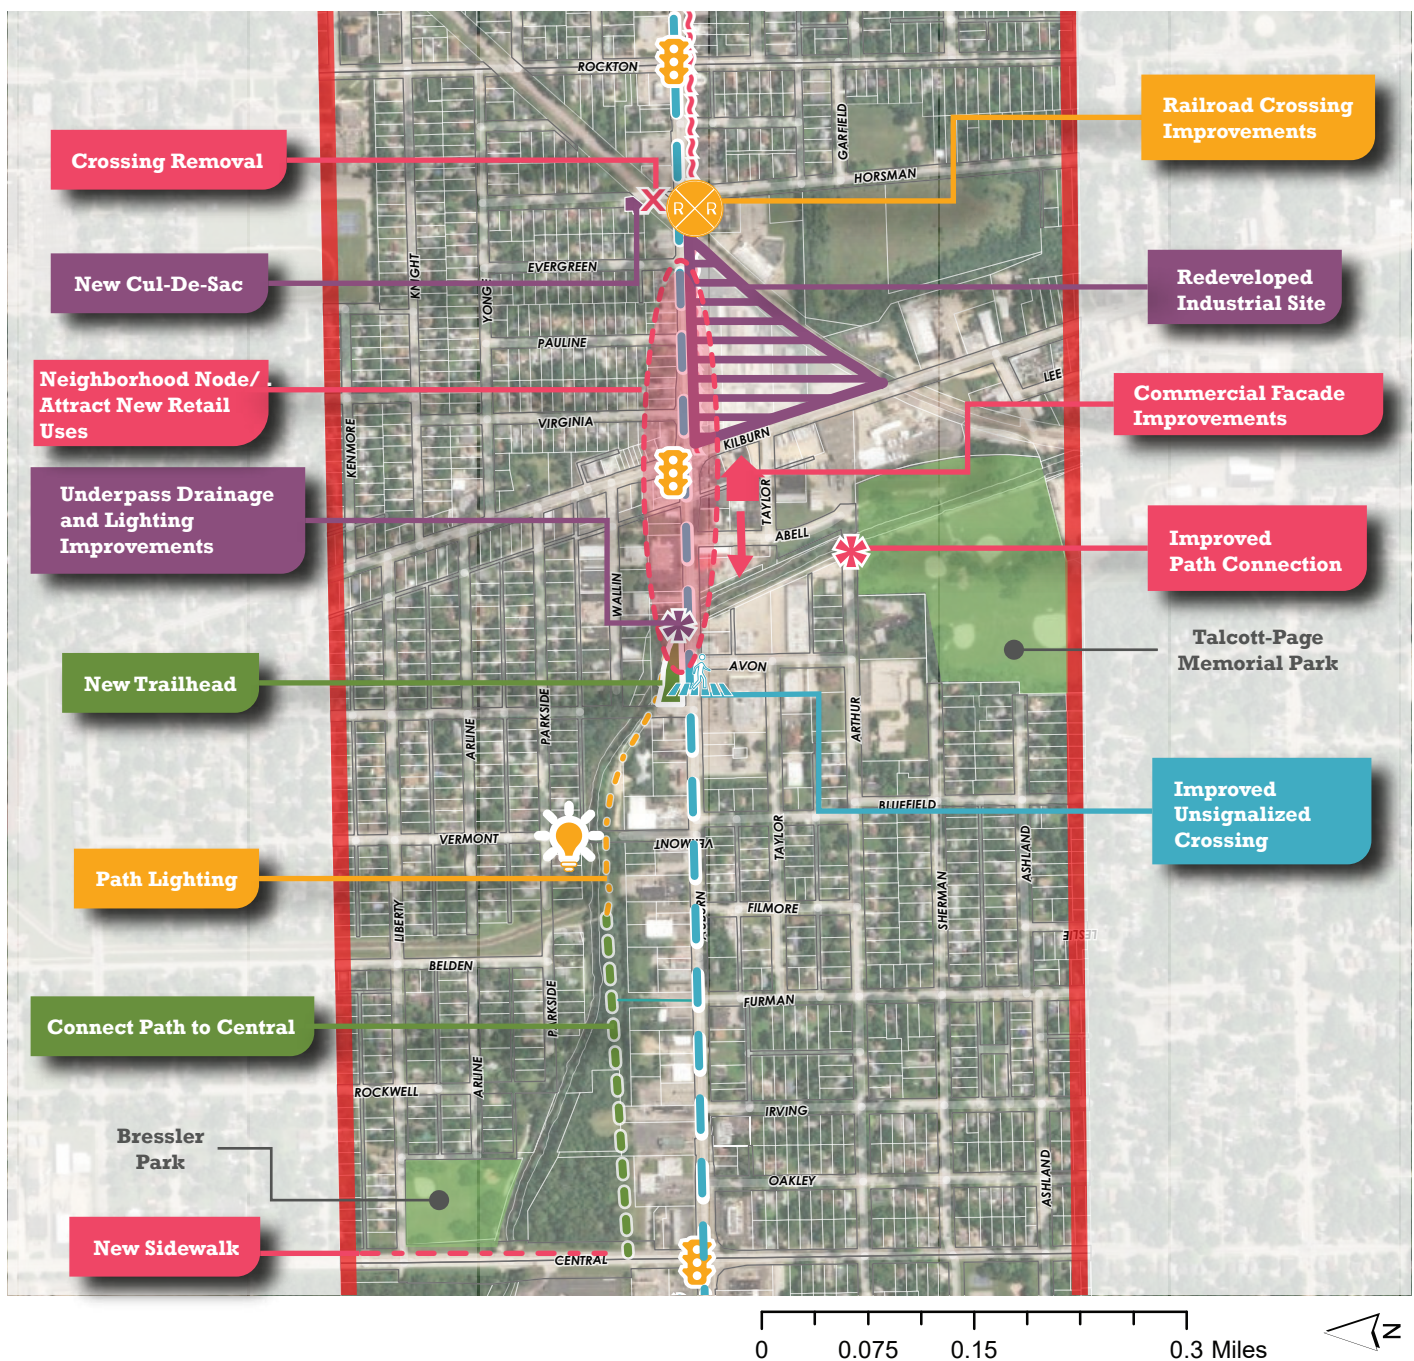 ROCKTON
GARFIELD
HORSMAN
Railroad Crossing
Improvements
Crossing Removal
R R
New Cul-De-Sac
KNIGHT
YONGE
EVERGREEN
Redeveloped
Industrial Site
PAULINE
Neighborhood Node/
Attract New Retail
Uses
VIRGINIA
KENMORE
KILBURN
LEE
Commercial Facade
Improvements
Underpass Drainage
and Lighting
Improvements
TAYLOR
ABELL
WALLIN
Improved
Path Connection
Talcott-Page
Memorial Park
New Trailhead
AVON
ARLINE
PARKSIDE
ARTHUR
BLUEFIELD
Improved
Unsignalized
Crossing
VERMONT
VERMONT
TAYLOR
ASHLAND
SHERMAN
Path Lighting
LIBERTY
AUBURN
FILMORE
LESLIE
BELDEN
PARKSIDE
FURMAN
Connect Path to Central
ROCKWELL
ARLINE
IRVING
Bressler
Park
OAKLEY
ASHLAND
New Sidewalk
CENTRAL
0 0.075 0.15 0.3 Miles
N